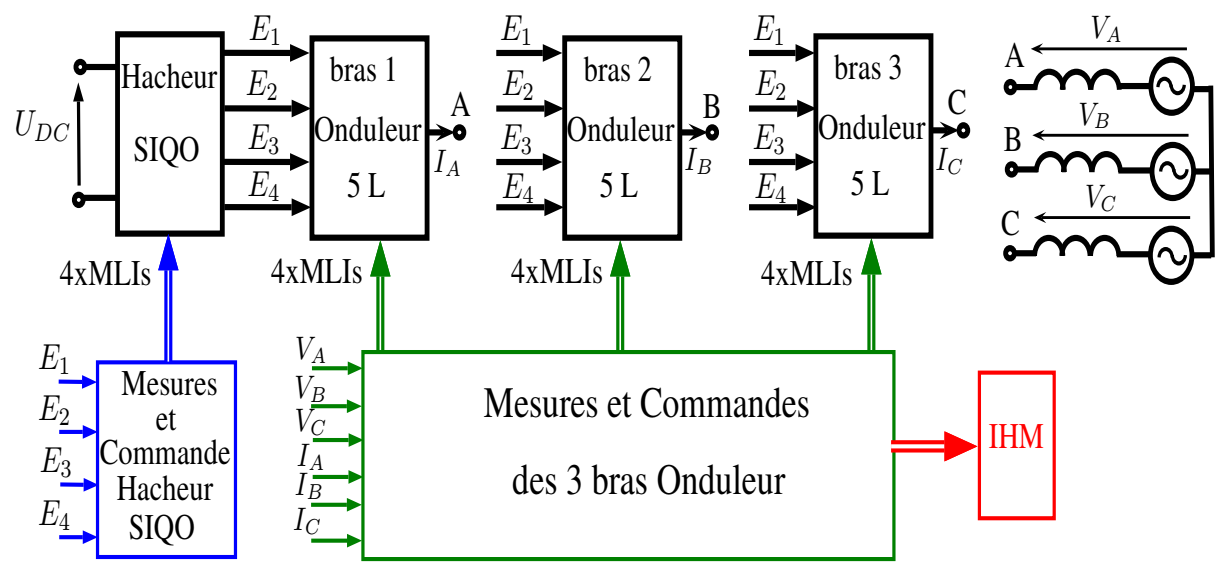 Hacheur
SIQO
U_{DC}
E_1
E_2
E_3
E_4
bras 1
Onduleur
5 L
A
I_A
E_1
E_2
E_3
E_4
bras 2
Onduleur
5 L
B
I_B
E_1
E_2
E_3
E_4
bras 3
Onduleur
5 L
C
I_C
V_A
A
V_B
B
V_C
C
4xMLIs
4xMLIs
4xMLIs
4xMLIs
E_1
E_2
E_3
E_4
Mesures
et
Commande
Hacheur
SIQO
V_A
V_B
V_C
I_A
I_B
I_C
Mesures et Commandes
des 3 bras Onduleur
IHM